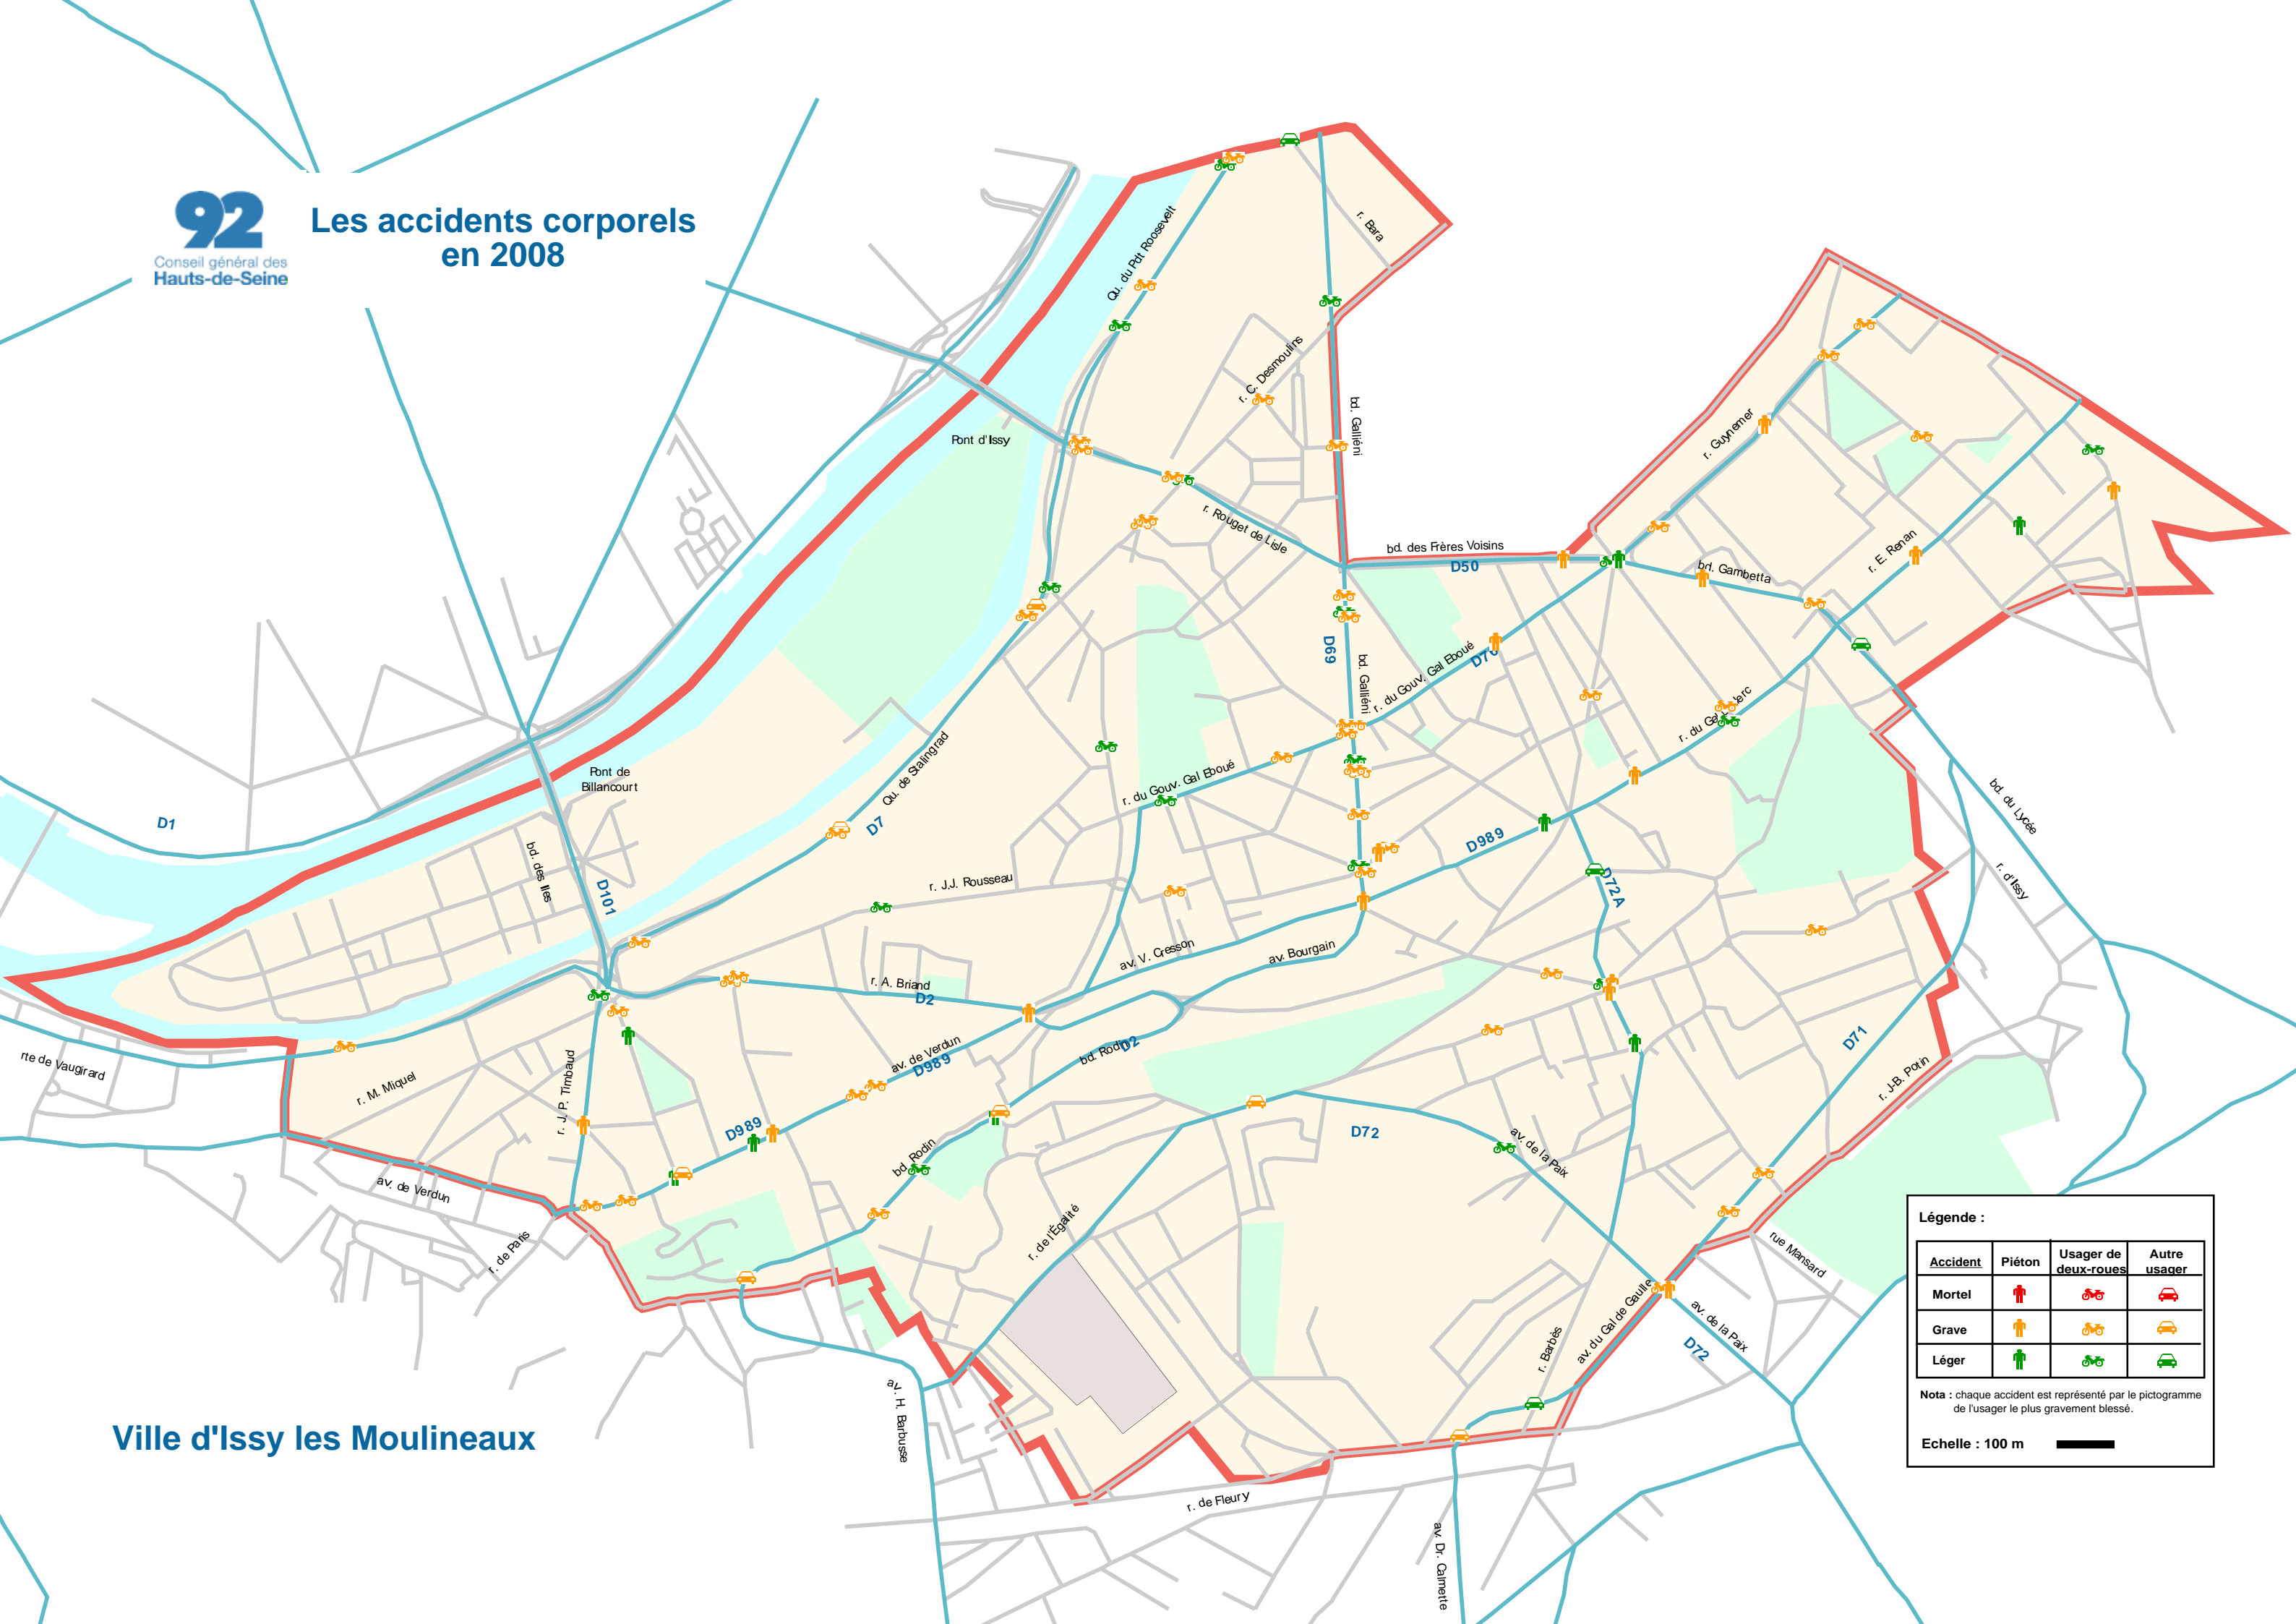 92
Conseil général des
Hauts-de-Seine
Les accidents corporels
en 2008
Qu. du Pdt Roosevelt
r. Bara
r. C. Desmoulins
bd. Galliéni
Pont d'Issy
r. Rouget de Lisle
bd. des Frères Voisins
D50
r. Guynemer
bd. Gambetta
r. E. Renan
D69
bd. Galliéni
r. du Gouv. Gal Eboué
r. du Gouv. Gal Eboué
Pont de
Billancourt
Qu. de Stalingrad
D7
D1
bd. des Iles
D101
r. J.J. Rousseau
D989
D72A
bd. du Lycée
r. d'Issy
av. V. Cresson
av. Bourgain
r. A. Briand
D2
bd. Rodin
D2
av. de Verdun
D989
D71
r. J-B. Potin
rte de Vaugirard
r. M. Miquel
r. J. P. Timbaud
D989
av. de Verdun
r. de Paris
bd. Rodin
r. de l'Egalité
D72
av. de la Paix
rue Mansard
av. de la Paix
D72
av. du Gal de Gaulle
r. Barbès
av. H. Barbusse
r. de Fleury
av. Dr. Calmette
Ville d'Issy les Moulineaux
Légende :
Accident Piéton Usager de deux-roues Autre usager
Mortel
Grave
Léger
Nota : chaque accident est représenté par le pictogramme
de l'usager le plus gravement blessé.
Echelle : 100 m